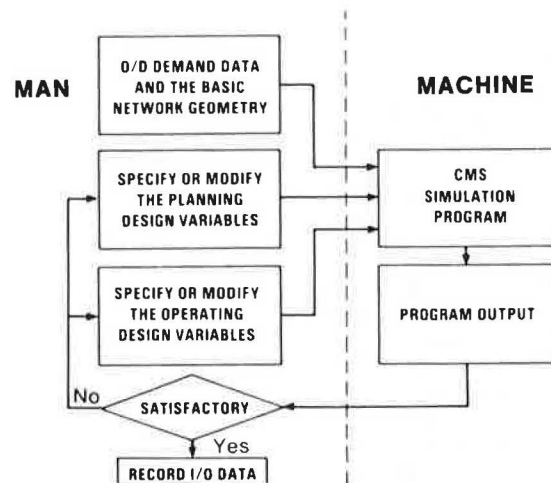 MAN
MACHINE
O/D DEMAND DATA
AND THE BASIC
NETWORK GEOMETRY
SPECIFY OR MODIFY
THE PLANNING
DESIGN VARIABLES
CMS
SIMULATION
PROGRAM
SPECIFY OR MODIFY
THE OPERATING
DESIGN VARIABLES
PROGRAM OUTPUT
No
SATISFACTORY
Yes
RECORD I/O DATA